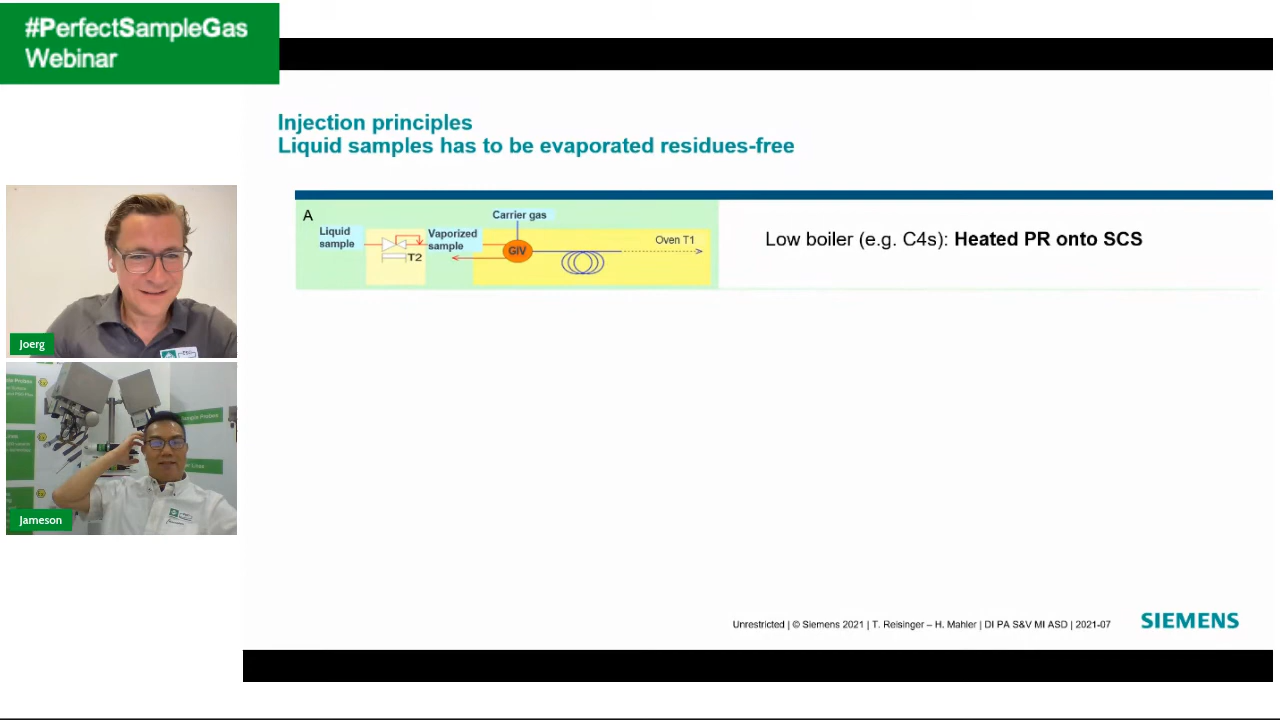 #PerfectSampleGas
Webinar
Injection principles
Liquid samples has to be evaporated residues-free
A
Carrier gas
Liquid
sample
Vaporized
sample
T2
GIV
Oven T1
Low boiler (e.g. C4s): Heated PR onto SCS
Joerg
Jameson
Unrestricted | © Siemens 2021 | T. Reisinger – H. Mahler | DI PA S&V MI ASD | 2021-07
SIEMENS